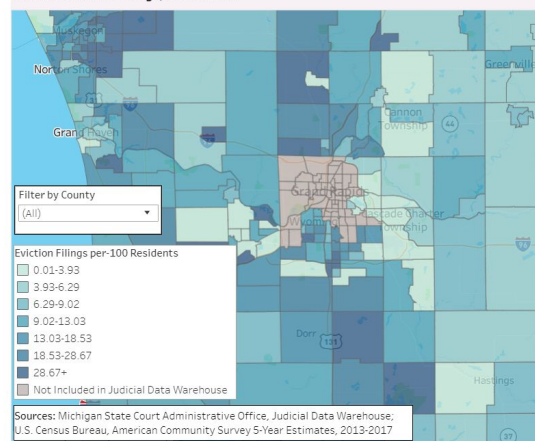 Muskegon
Norton Shores
Greenville
31
Grand Haven
Cannon
Township
44
Filter by County
(All)
Grand Rapids
Wyoming
Cascade Charter
Township
Eviction Filings per-100 Residents
0.01-3.93
3.93-6.29
6.29-9.02
9.02-13.03
13.03-18.53
18.53-28.67
28.67+
Not Included in Judicial Data Warehouse
Dorr
131
Hastings
Sources: Michigan State Court Administrative Office, Judicial Data Warehouse;
U.S. Census Bureau, American Community Survey 5-Year Estimates, 2013-2017
37